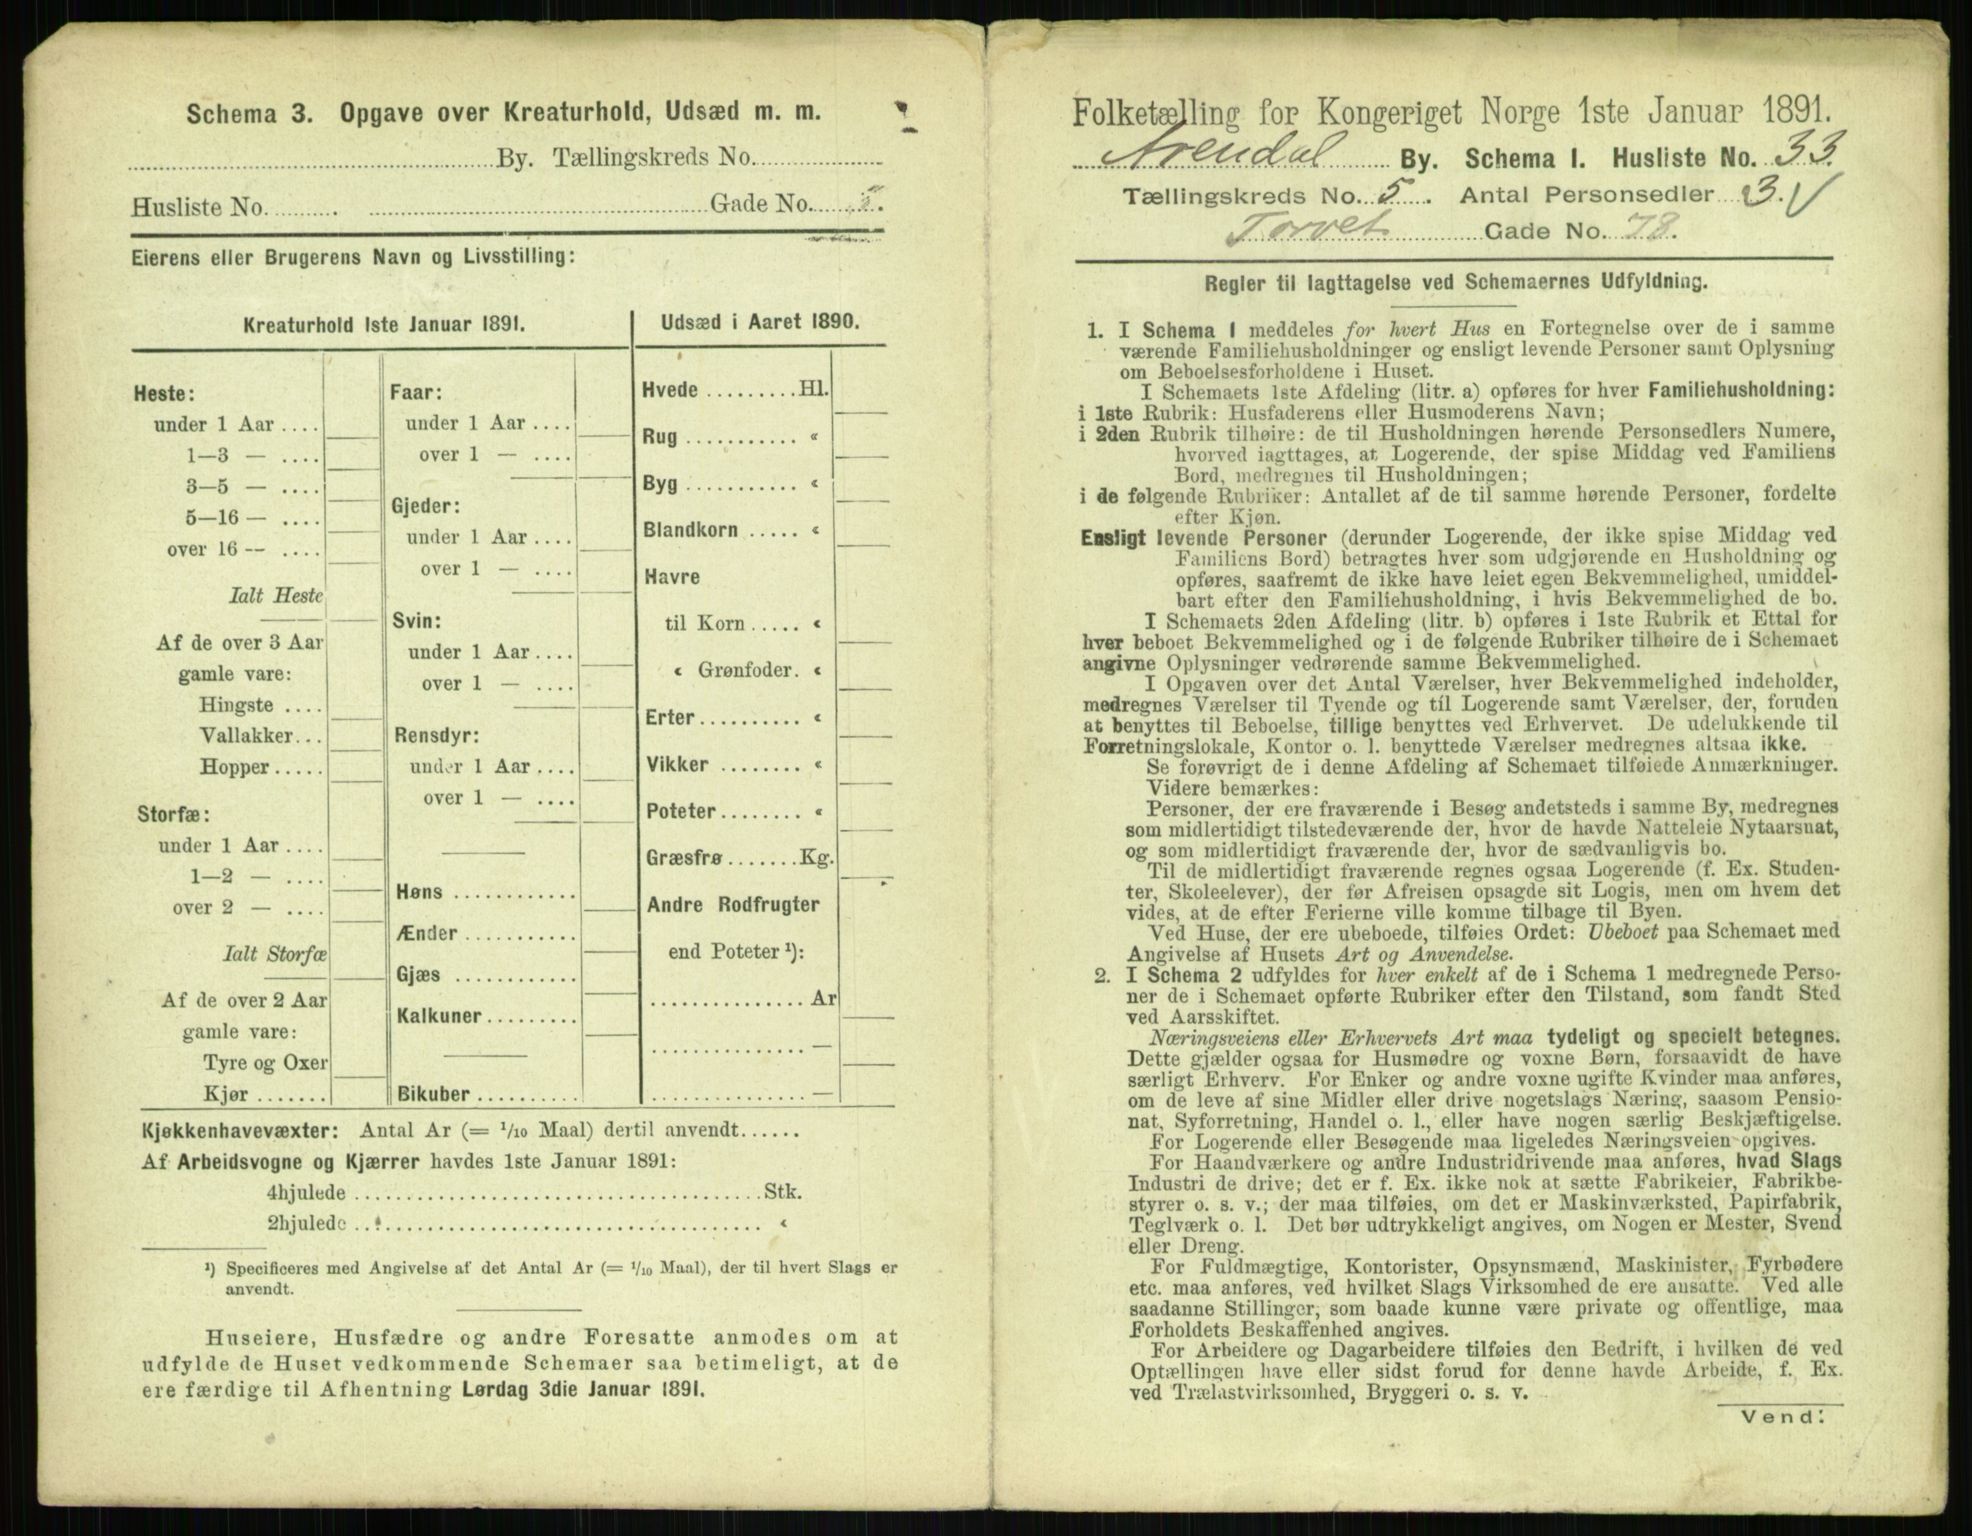 Schema 3. Opgave over Kreaturhold, Udsæd m. m.
By. Tællingskreds No.
Husliste No. Gade No.
Eierens eller Brugerens Navn og Livsstilling:
Kreaturhold 1ste Januar 1891.
Heste:
under 1 Aar ....
1—3 — ....
3—5 — ....
5—16 — ....
over 16 — ....
Ialt Heste
Af de over 3 Aar
gamle vare:
Hingste ....
Vallakker...
Hopper.....
Storfæ:
under 1 Aar ....
1—2 — ....
over 2 — ....
Ialt Storfæ
Af de over 2 Aar
gamle vare:
Tyre og Oxer
Kjør .......
Faar:
under 1 Aar ....
over 1 — ....
Gjeder:
under 1 Aar ....
over 1 — ....
Svin:
under 1 Aar ....
over 1 — ....
Rensdyr:
under 1 Aar ....
over 1 — ....
Høns ............
Ænder ...........
Gjæs ............
Kalkuner.........
Bikuber ..........
Udsæd i Aaret 1890.
Hvede .........Hl.
Rug ........... «
Byg ........... «
Blandkorn ..... «
Havre
til Korn ..... «
« Grønfoder. «
Erter .......... «
Vikker ........ «
Poteter........ «
Græsfrø .......Kg.
Andre Rodfrugter
end Poteter ¹):
............... Ar
............... —
............... —
Kjøkkenhavevæxter: Antal Ar (= 1/10 Maal) dertil anvendt......
Af Arbeidsvogne og Kjærrer havdes 1ste Januar 1891:
4hjulede ........................................Stk.
2hjulede ........................................ «
¹) Specificeres med Angivelse af det Antal Ar (= 1/10 Maal), der til hvert Slags er
anvendt.
Huseiere, Husfædre og andre Foresatte anmodes om at
udfylde de Huset vedkommende Schemaer saa betimeligt, at de
ere færdige til Afhentning Lørdag 3die Januar 1891.
Folketælling for Kongeriget Norge 1ste Januar 1891.
Arendal By. Schema 1. Husliste No. 33.
Tællingskreds No. 5. Antal Personsedler 3.
Torvet Gade No. 78.
Regler til Iagttagelse ved Schemaernes Udfyldning.
1. I Schema 1 meddeles for hvert Hus en Fortegnelse over de i samme
værende Familiehusholdninger og ensligt levende Personer samt Oplysning
om Beboelsesforholdene i Huset.
I Schemaets 1ste Afdeling (litr. a) opføres for hver Familiehusholdning:
i 1ste Rubrik: Husfaderens eller Husmoderens Navn;
i 2den Rubrik tilhøire: de til Husholdningen hørende Personsedlers Numere,
hvorved iagttages, at Logerende, der spise Middag ved Familiens
Bord, medregnes til Husholdningen;
i de følgende Rubriker: Antallet af de til samme hørende Personer, fordelte
efter Kjøn.
Ensligt levende Personer (derunder Logerende, der ikke spise Middag ved
Familiens Bord) betragtes hver som udgjørende en Husholdning og
opføres, saafremt de ikke have leiet egen Bekvemmelighed, umiddel-
bart efter den Familiehusholdning, i hvis Bekvemmelighed de bo.
I Schemaets 2den Afdeling (litr. b) opføres i 1ste Rubrik et Ettal for
hver beboet Bekvemmelighed og i de følgende Rubriker tilhøire de i Schemaet
angivne Oplysninger vedrørende samme Bekvemmelighed.
I Opgaven over det Antal Værelser, hver Bekvemmelighed indeholder,
medregnes Værelser til Tyende og til Logerende samt Værelser, der, foruden
at benyttes til Beboelse, tillige benyttes ved Erhvervet. De udelukkende til
Forretningslokale, Kontor o. l. benyttede Værelser medregnes altsaa ikke.
Se forøvrigt de i denne Afdeling af Schemaet tilføiede Anmærkninger.
Videre bemærkes:
Personer, der ere fraværende i Besøg andetsteds i samme By, medregnes
som midlertidigt tilstedeværende der, hvor de havde Natteleie Nytaarsnat,
og som midlertidigt fraværende der, hvor de sædvanligvis bo.
Til de midlertidigt fraværende regnes ogsaa Logerende (f. Ex. Studen-
ter, Skoleelever), der før Afreisen opsagde sit Logis, men om hvem det
vides, at de efter Ferierne ville komme tilbage til Byen.
Ved Huse, der ere ubeboede, tilføies Ordet: Ubeboet paa Schemaet med
Angivelse af Husets Art og Anvendelse.
2. I Schema 2 udfyldes for hver enkelt af de i Schema 1 medregnede Perso-
ner de i Schemaet opførte Rubriker efter den Tilstand, som fandt Sted
ved Aarsskiftet.
Næringsveiens eller Erhvervets Art maa tydeligt og specielt betegnes.
Dette gjælder ogsaa for Husmødre og voxne Børn, forsaavidt de have
særligt Erhverv. For Enker og andre voxne ugifte Kvinder maa anføres,
om de leve af sine Midler eller drive nogetslags Næring, saasom Pensio-
nat, Syforretning, Handel o. l., eller have nogen særlig Beskjæftigelse.
For Logerende eller Besøgende maa ligeledes Næringsveien opgives.
For Haandværkere og andre Industridrivende maa anføres, hvad Slags
Industri de drive; det er f. Ex. ikke nok at sætte Fabrikeier, Fabrikbe-
styrer o. s. v.; der maa tilføies, om det er Maskinværksted, Papirfabrik,
Teglværk o. l. Det bør udtrykkeligt angives, om Nogen er Mester, Svend
eller Dreng.
For Fuldmægtige, Kontorister, Opsynsmænd, Maskinister, Fyrbødere
etc. maa anføres, ved hvilket Slags Virksomhed de ere ansatte. Ved alle
saadanne Stillinger, som baade kunne være private og offentlige, maa
Forholdets Beskaffenhed angives.
For Arbeidere og Dagarbeidere tilføies den Bedrift, i hvilken de ved
Optællingen have eller sidst forud for denne havde Arbeide, f. Ex.
ved Trælastvirksomhed, Bryggeri o. s. v.
Vend: